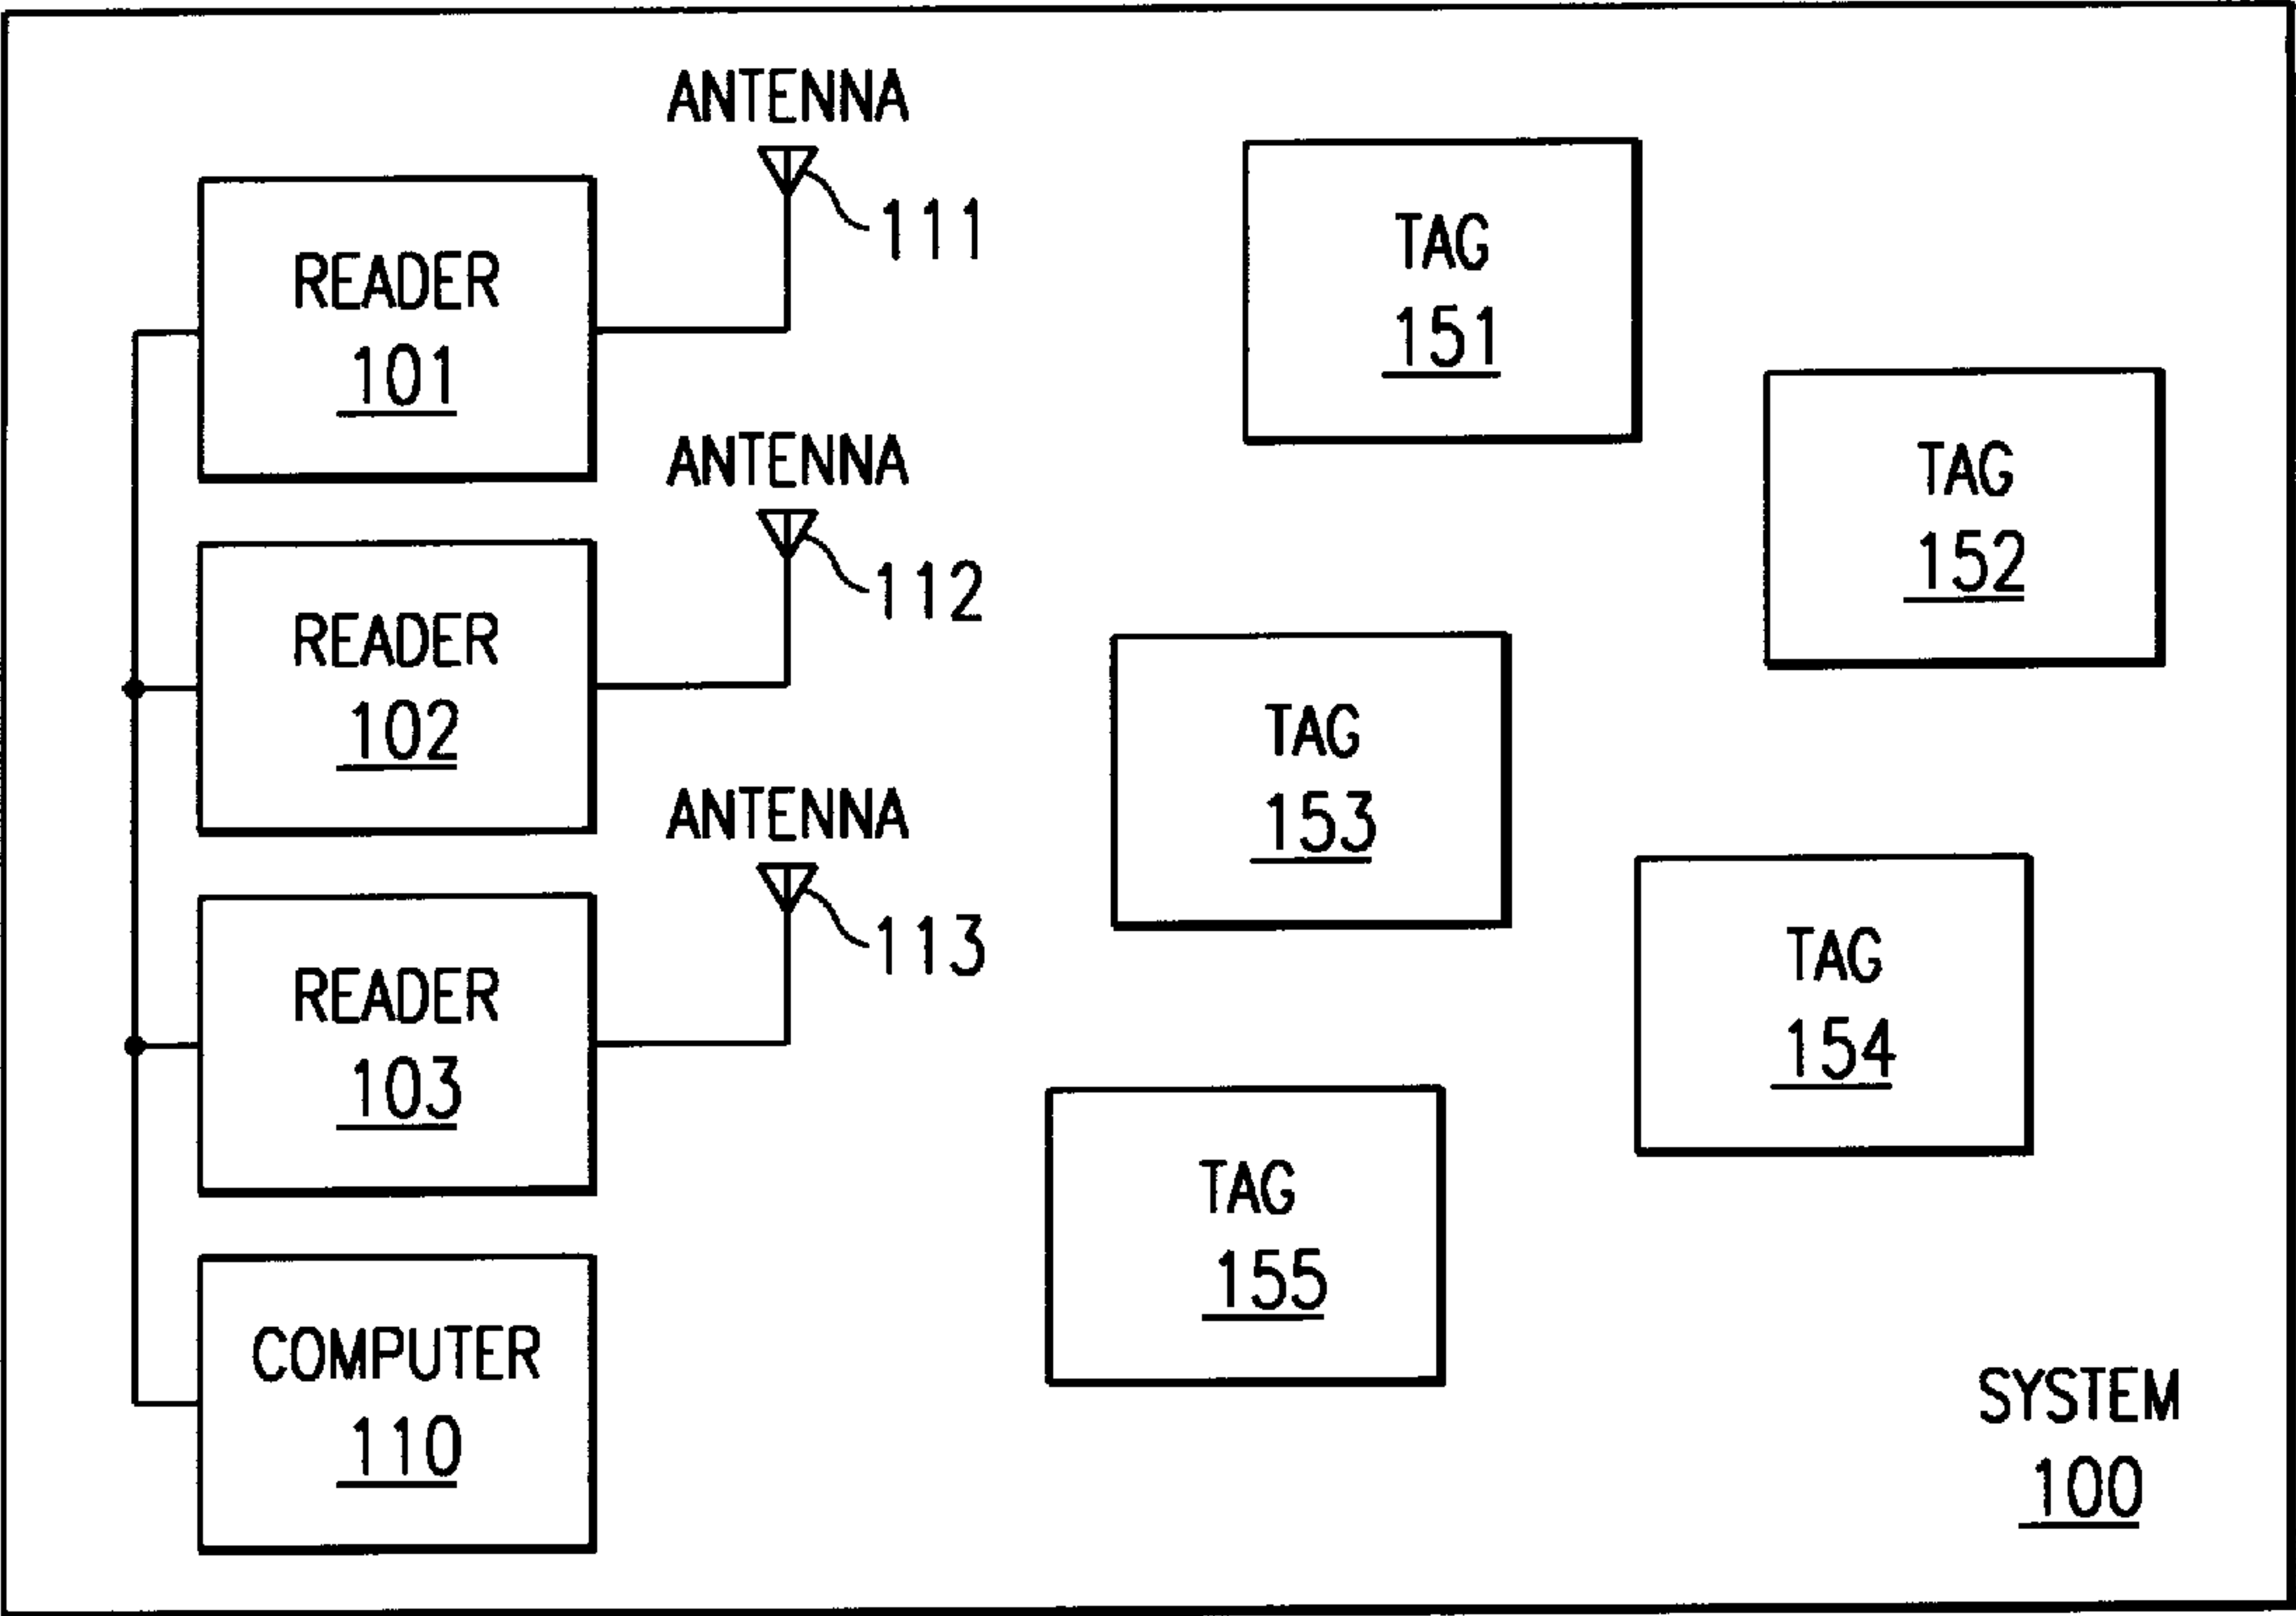 ANTENNA
111
READER
101
ANTENNA
112
READER
102
ANTENNA
113
READER
103
COMPUTER
110
TAG
151
TAG
152
TAG
153
TAG
154
TAG
155
SYSTEM
100